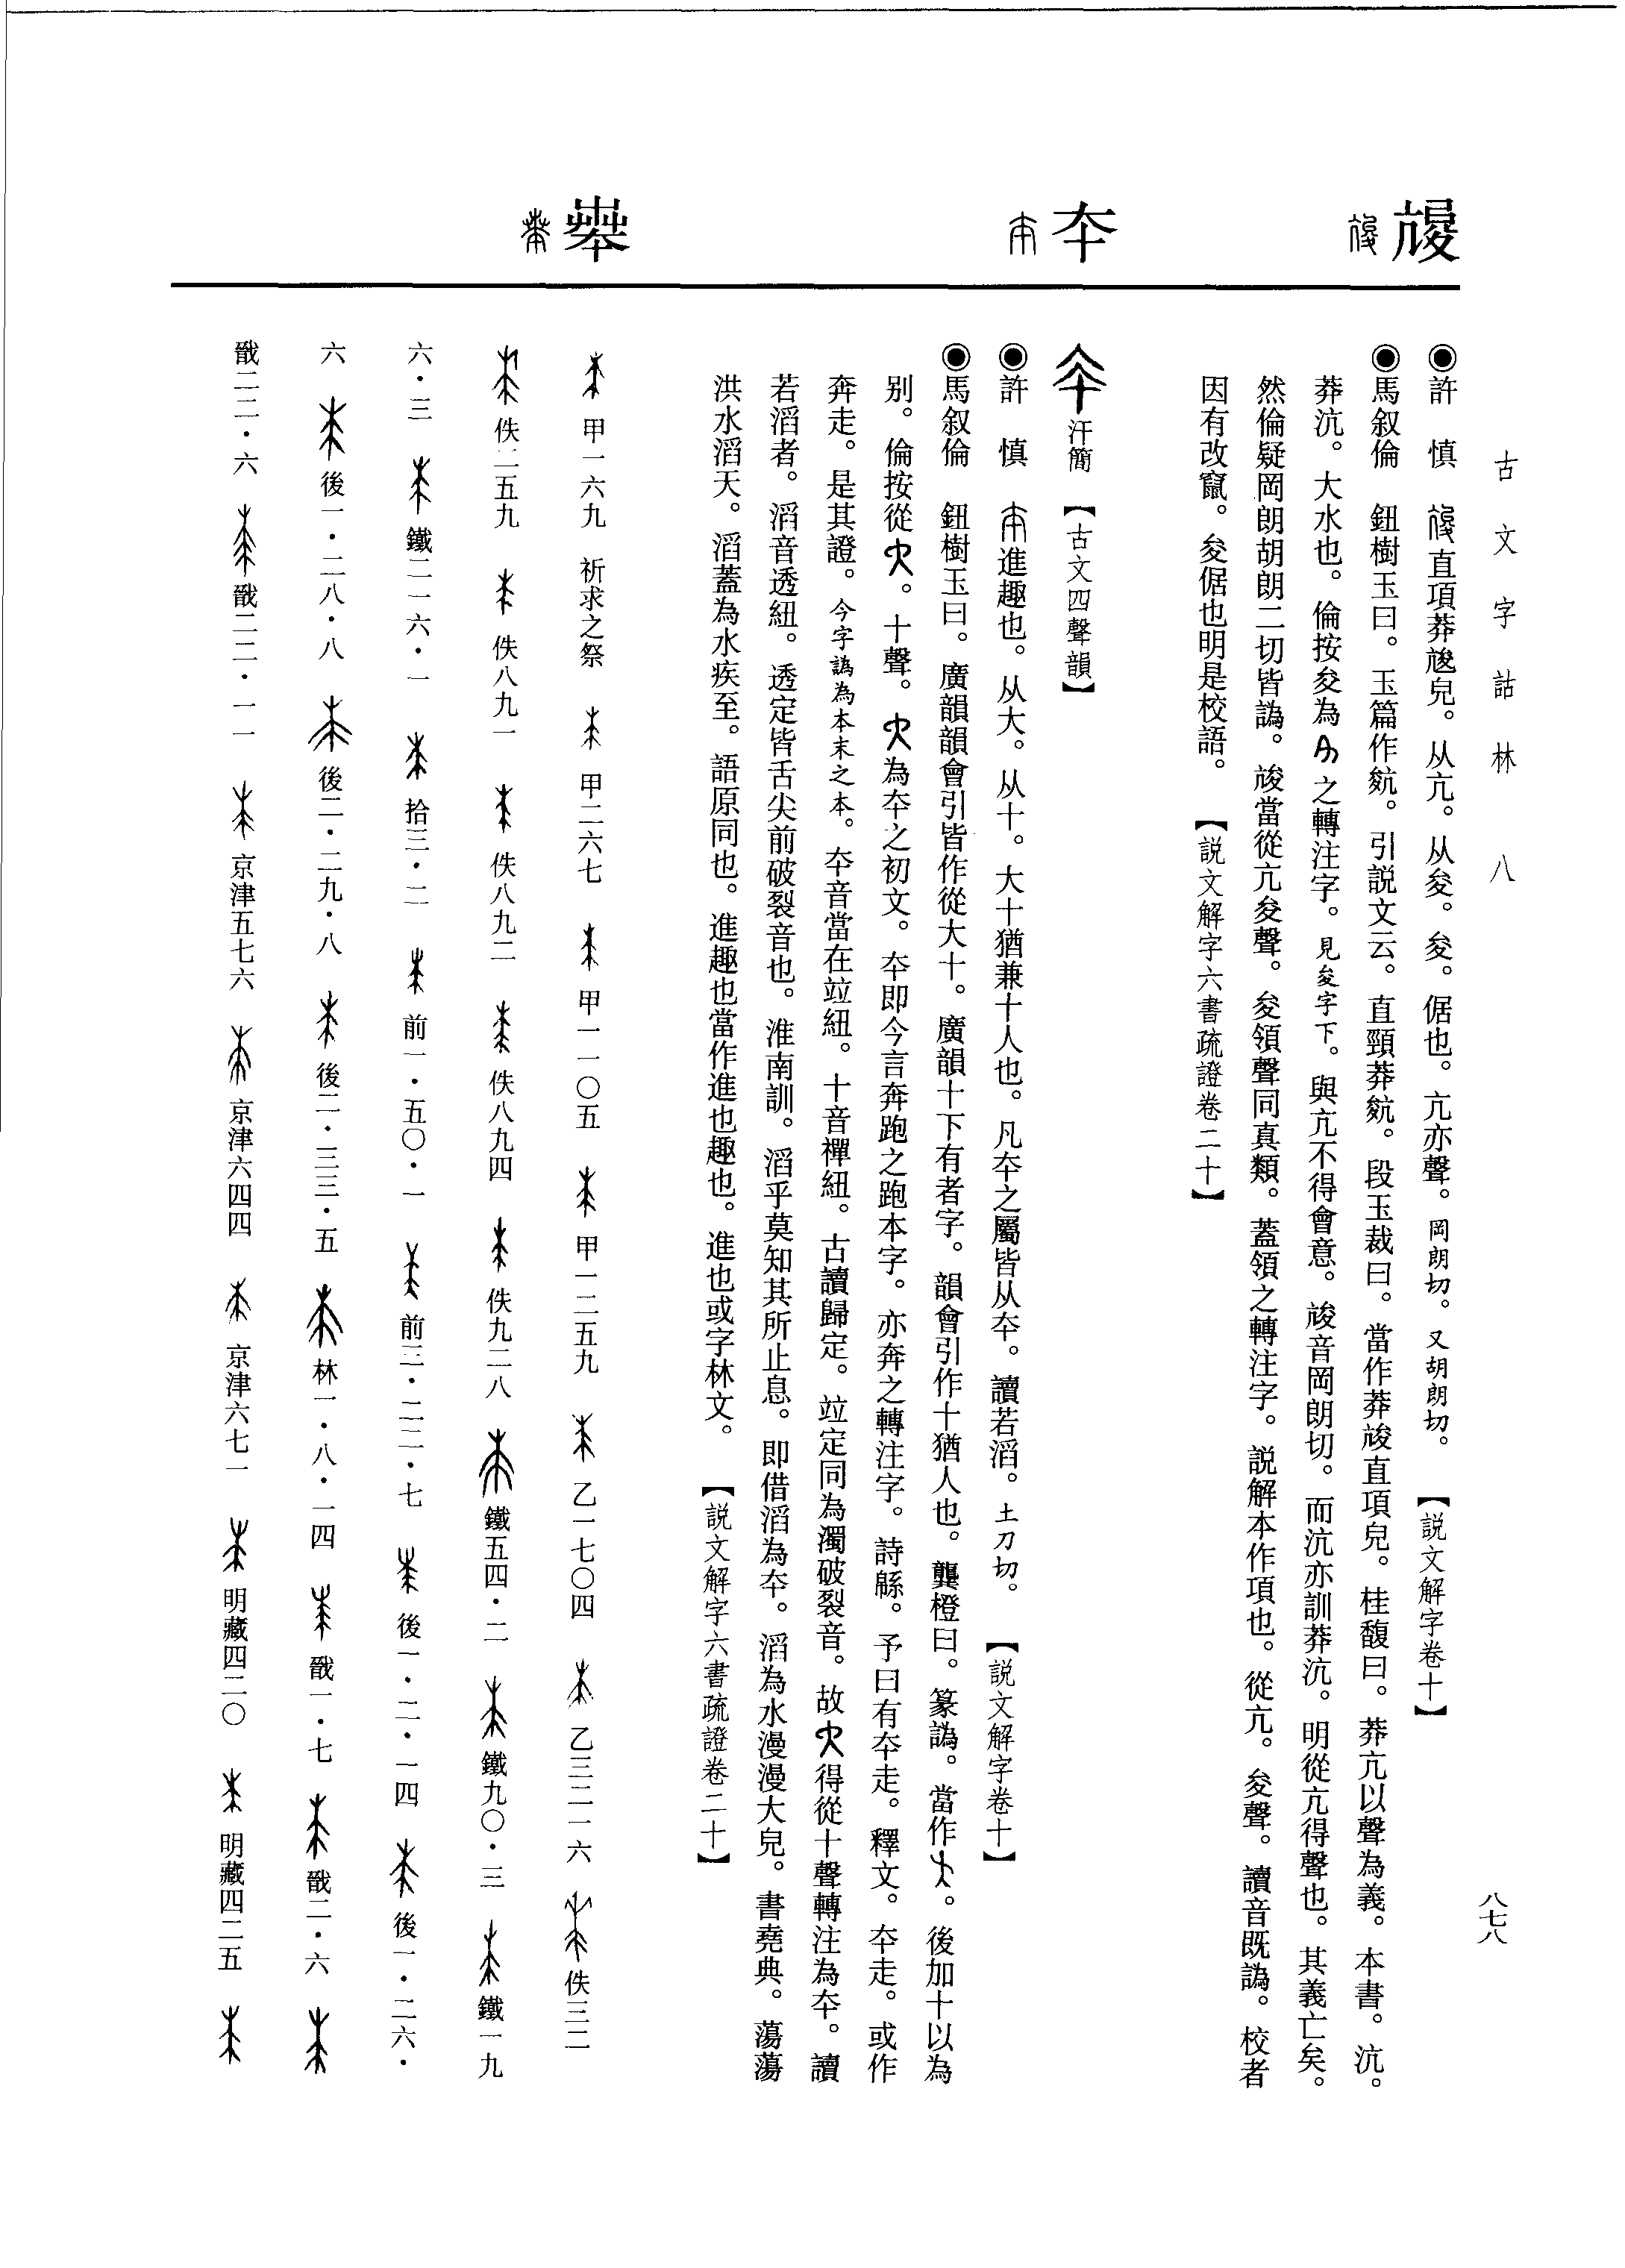 古文字詁林　八
八七八
夲
●許　慎　直項莽䀮皃。从亢。从夋。夋。倨也。亢亦聲。岡朗切。又胡朗切。【説文解字卷十】
●馬叙倫　鈕樹玉曰。玉篇作䴚。引説文云。直頸莽䴚。段玉裁曰。當作莽䀮直項皃。桂馥曰。莽亢以聲為義。本書。沆。
莽沆。大水也。倫按夋為之轉注字。見夋字下。與亢不得會意。音岡朗切。而沆亦訓莽沆。明從亢得聲也。其義亡矣。
然倫疑岡朗胡朗二切皆譌。當從亢夋聲。夋領聲同真類。蓋領之轉注字。説解本作項也。從亢。夋聲。讀音既譌。校者
因有改竄。夋倨也明是校語。【説文解字六書疏證卷二十】
汗簡【古文四聲韻】
●許　慎　進趣也。从大。从十。大十猶兼十人也。凡夲之屬皆从夲。讀若滔。土刀切。【説文解字卷十】
●馬叙倫　鈕樹玉曰。廣韻韻會引皆作從大十。廣韻十下有者字。韻會引作十猶人也。龔橙曰。篆譌。當作。後加十以為
别。倫按從。十聲。為夲之初文。夲即今言奔跑之跑本字。亦奔之轉注字。詩緜。予曰有夲走。釋文。夲走。或作
奔走。是其證。今字譌為本末之本。夲音當在竝紐。十音禪紐。古讀歸定。竝定同為濁破裂音。故得從十聲轉注為夲。讀
若滔者。滔音透紐。透定皆舌尖前破裂音也。淮南訓。滔乎莫知其所止息。即借滔為夲。滔為水漫漫大皃。書堯典。蕩蕩
洪水滔天。滔蓋為水疾至。語原同也。進趣也當作進也趣也。進也或字林文。【説文解字六書疏證卷二十】
甲一六九　祈求之祭　甲二六七　甲一一〇五　甲一二五九　乙一七〇四　乙三二一六　佚三二
佚二五九　佚八九一　佚八九二　佚八九四　佚九二八　鐵五四・二　鐵九〇・三　鐵一九
六・三　鐵二一六・一　拾三・二　前一・五〇・一　前三・二二・七　後一・二・一四　後一・二六・
六　後一・二八・八　後二・二九・八　後二・三三・五　林一・八・一四　戩一・七　戩二・六
戩二二・六　戩二二・一一　京津五七六　京津六四四　京津六七一　明藏四二〇　明藏四二五